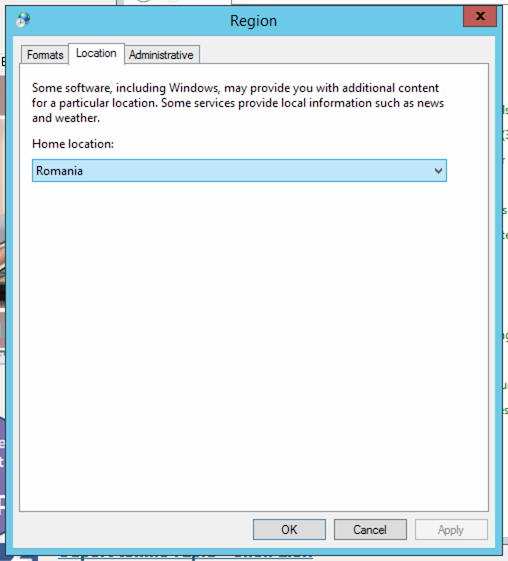 Region
x
Formats
Location
Administrative
Some software, including Windows, may provide you with additional content
for a particular location. Some services provide local information such as news
and weather.
Home location:
Romania
OK
Cancel
Apply